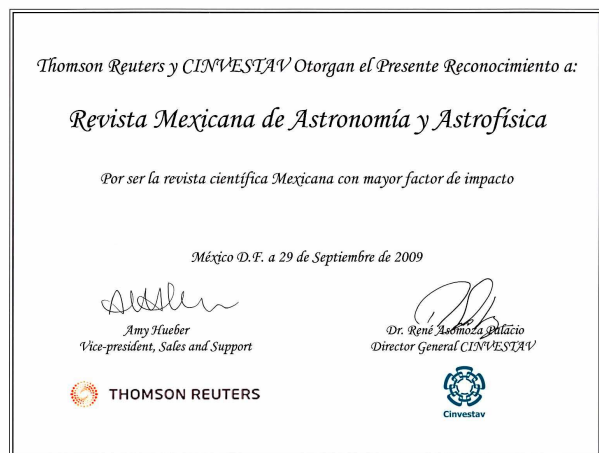 Thomson Reuters y CINVESTAV Otorgan el Presente Reconocimiento a:
Revista Mexicana de Astronomía y Astrofísica
Por ser la revista científica Mexicana con mayor factor de impacto
México D.F. a 29 de Septiembre de 2009
Amy Hueber
Vice-president, Sales and Support
Dr. René Asomoza Palacio
Director General CINVESTAV
THOMSON REUTERS
Cinvestav